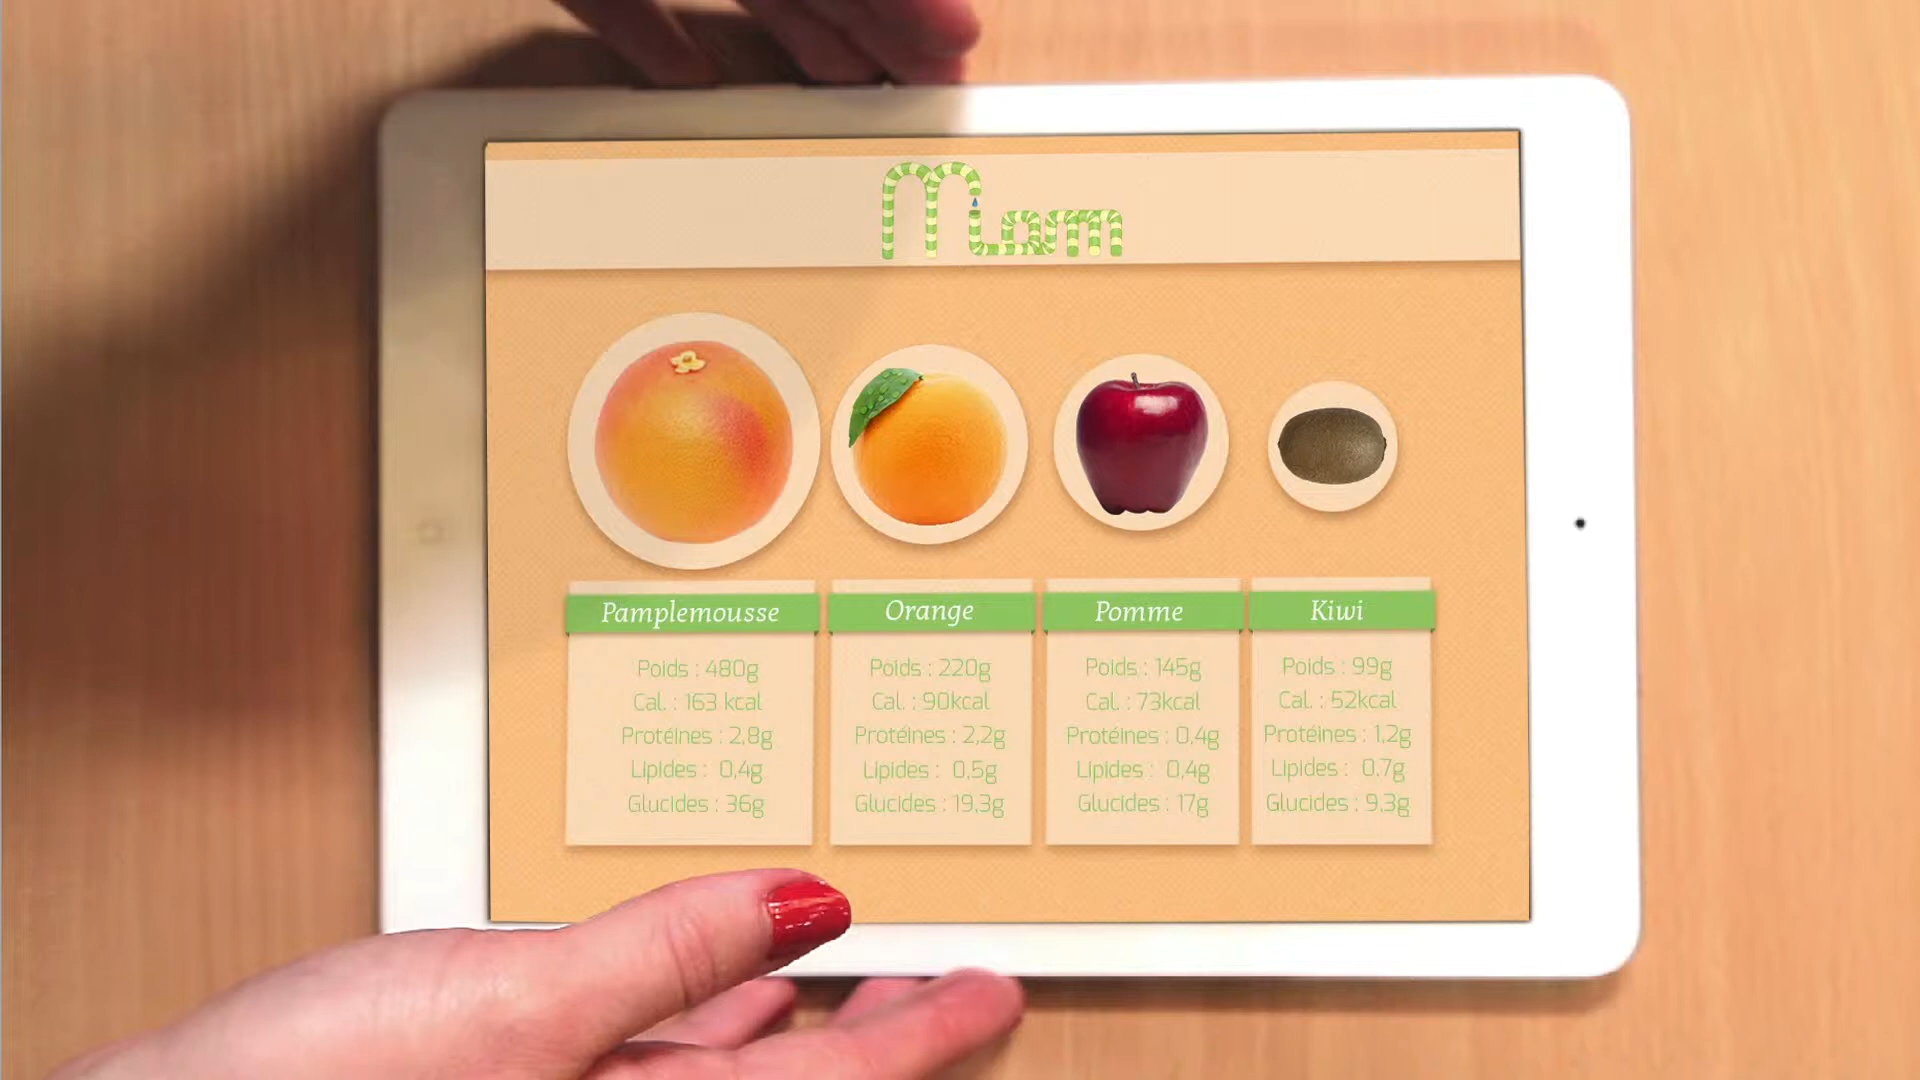 Miam
Pamplemousse
Poids : 480g
Cal. : 163 kcal
Protéines : 2,8g
Lipides : 0,4g
Glucides : 36g
Orange
Poids : 220g
Cal. : 90kcal
Protéines : 2,2g
Lipides : 0,5g
Glucides : 19,3g
Pomme
Poids : 145g
Cal. : 73kcal
Protéines : 0,4g
Lipides : 0,4g
Glucides : 17g
Kiwi
Poids : 99g
Cal. : 52kcal
Protéines : 1,2g
Lipides : 0.7g
Glucides : 9,3g